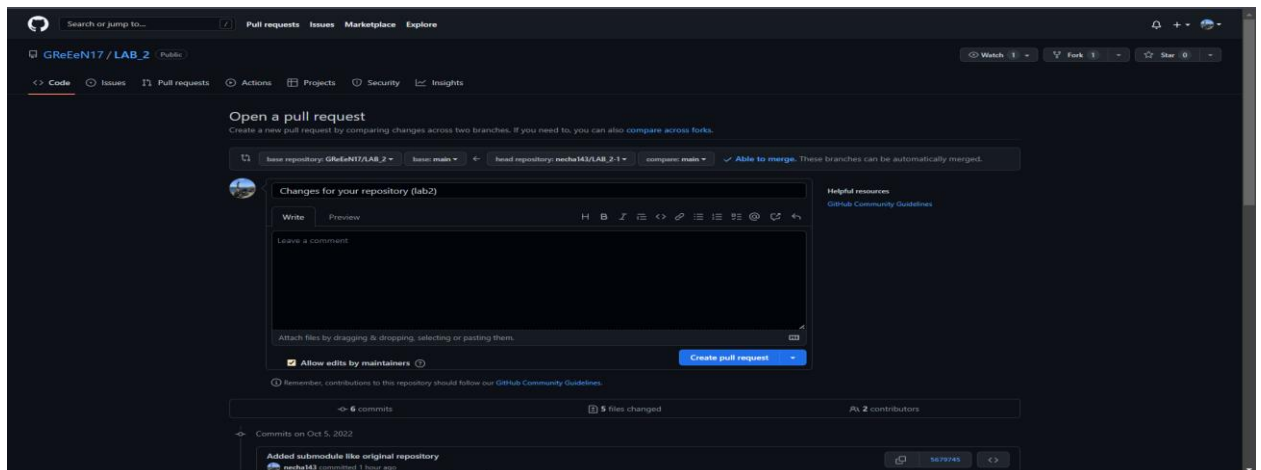 Search or jump to... / Pull requests Issues Marketplace Explore
GReEeN17 / LAB_2 Public Watch 1 Fork 1 Star 0
<> Code Issues Pull requests Actions Projects Security Insights
Open a pull request
Create a new pull request by comparing changes across two branches. If you need to, you can also compare across forks.
base repository: GReEeN17/LAB_2 base: main ← head repository: necha143/LAB_2-1 compare: main ✓ Able to merge. These branches can be automatically merged.
Changes for your repository (lab2) Helpful resources
GitHub Community Guidelines
Write Preview H B I <> @
Leave a comment
Attach files by dragging & dropping, selecting or pasting them.
Allow edits by maintainers Create pull request
Remember, contributions to this repository should follow our GitHub Community Guidelines.
6 commits 5 files changed 2 contributors
Commits on Oct 5, 2022
Added submodule like original repository
necha143 committed 1 hour ago 5679745 <>